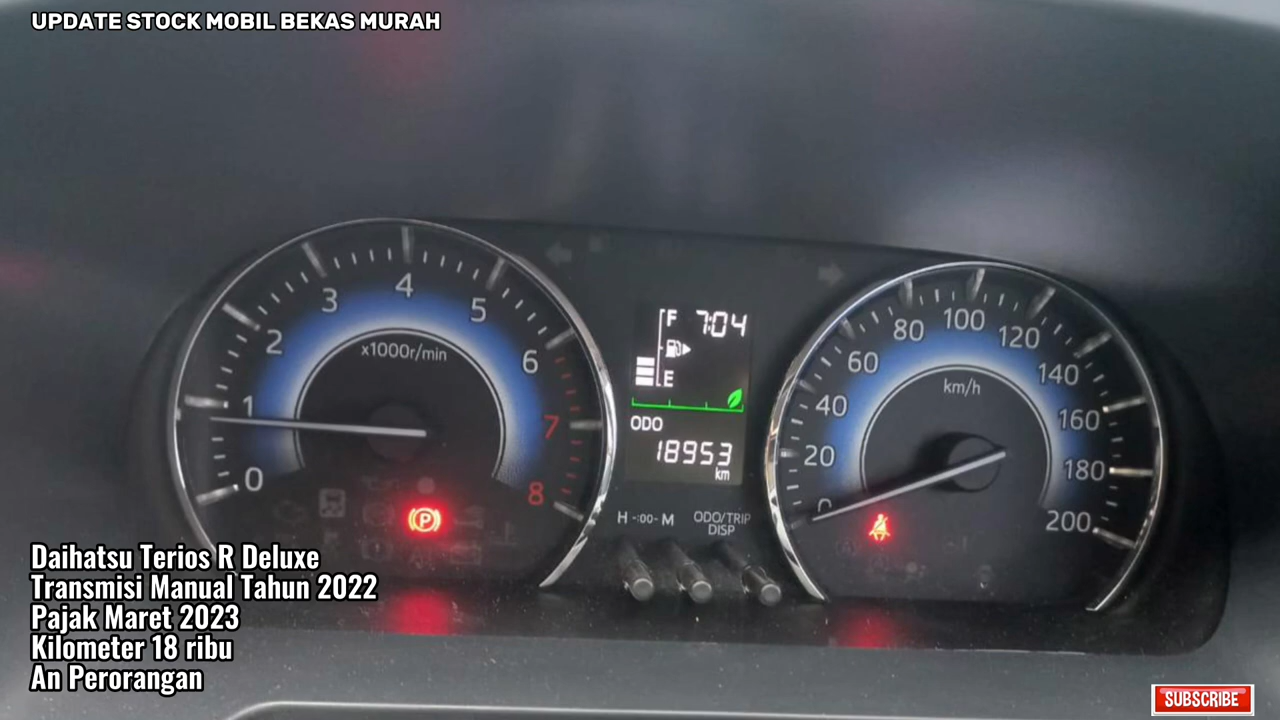 UPDATE STOCK MOBIL BEKAS MURAH
0 1 2 3 4 5 6 7 8
x1000r/min
F 7:04
E
ODO
18953
km
H -:00- M ODO/TRIP
DISP
0 20 40 60 80 100 120 140 160 180 200
km/h
P
Daihatsu Terios R Deluxe
Transmisi Manual Tahun 2022
Pajak Maret 2023
Kilometer 18 ribu
An Perorangan
SUBSCRIBE